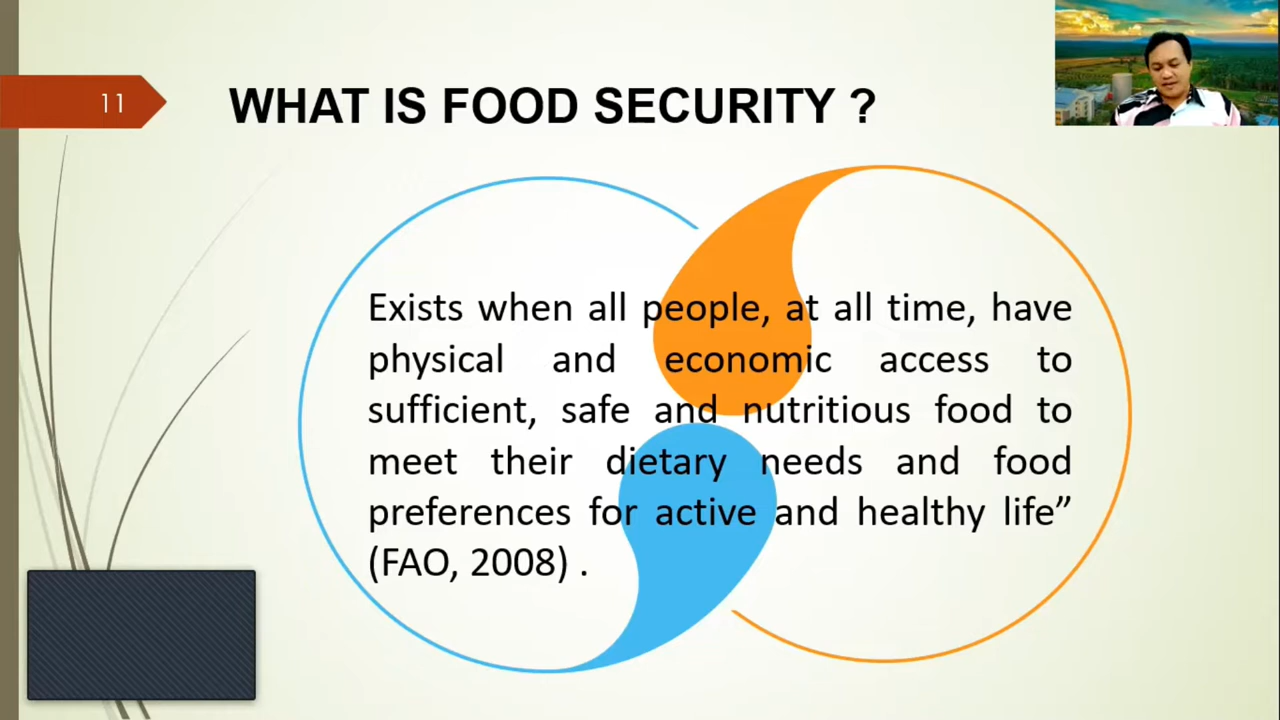 11
WHAT IS FOOD SECURITY ?
Exists when all people, at all time, have
physical and economic access to
sufficient, safe and nutritious food to
meet their dietary needs and food
preferences for active and healthy life”
(FAO, 2008) .